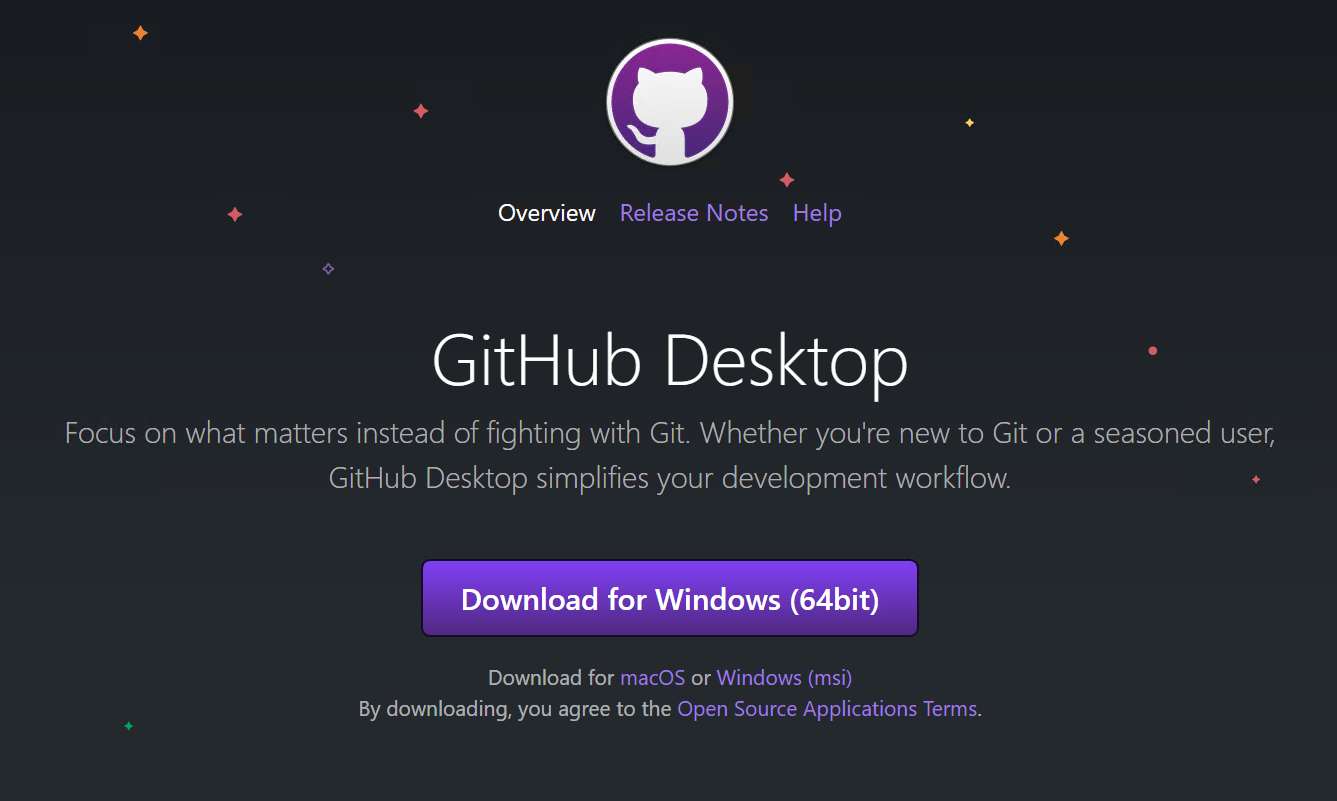 Overview Release Notes Help
GitHub Desktop
Focus on what matters instead of fighting with Git. Whether you're new to Git or a seasoned user,
GitHub Desktop simplifies your development workflow.
Download for Windows (64bit)
Download for macOS or Windows (msi)
By downloading, you agree to the Open Source Applications Terms.